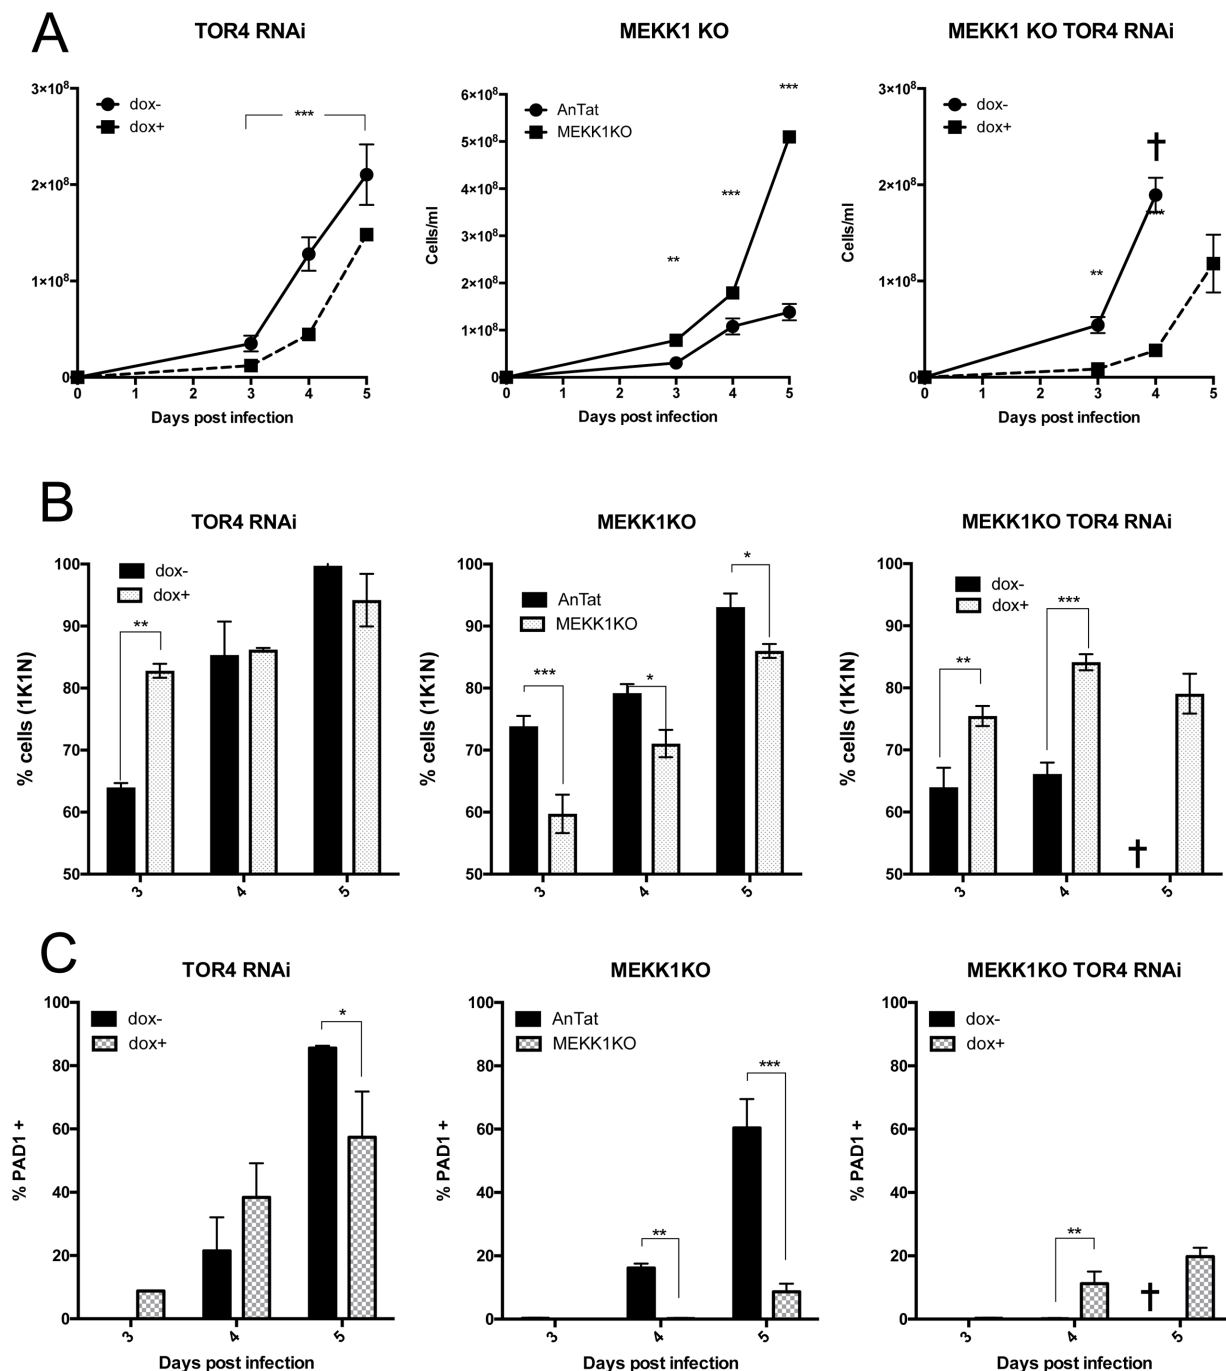 A
TOR4 RNAi
MEKK1 KO
MEKK1 KO TOR4 RNAi
3×10⁸
2×10⁸
1×10⁸
0
dox-
dox+
***
0 1 2 3 4 5
Days post infection
Cells/ml
6×10⁸
5×10⁸
4×10⁸
3×10⁸
2×10⁸
1×10⁸
0
AnTat
MEKK1KO
**
***
***
0 1 2 3 4 5
Days post infection
Cells/ml
3×10⁸
2×10⁸
1×10⁸
0
dox-
dox+
†
**
0 1 2 3 4 5
Days post infection
B
TOR4 RNAi
MEKK1KO
MEKK1KO TOR4 RNAi
% cells (1K1N)
100
90
80
70
60
50
dox-
dox+
**
3 4 5
% cells (1K1N)
100
90
80
70
60
50
AnTat
MEKK1KO
***
*
*
3 4 5
% cells (1K1N)
100
90
80
70
60
50
dox-
dox+
**
***
†
3 4 5
C
TOR4 RNAi
MEKK1KO
MEKK1KO TOR4 RNAi
% PAD1 +
100
80
60
40
20
0
dox-
dox+
*
3 4 5
Days post infection
% PAD1 +
100
80
60
40
20
0
AnTat
MEKK1KO
**
***
3 4 5
Days post infection
% PAD1 +
100
80
60
40
20
0
dox-
dox+
**
†
3 4 5
Days post infection